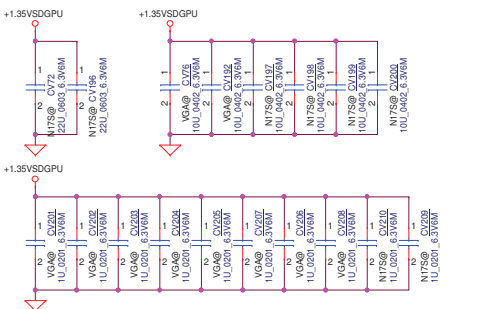 +1.35VSDGPU
+1.35VSDGPU
1
2
N17S@ CV72
22U_0603_6.3V6M
1
2
N17S@ CV196
22U_0603_6.3V6M
1
2
VGA@ CV76
10U_0402_6.3V6M
1
2
VGA@ CV192
10U_0402_6.3V6M
1
2
N17S@ CV197
10U_0402_6.3V6M
1
2
N17S@ CV198
10U_0402_6.3V6M
1
2
N17S@ CV199
10U_0402_6.3V6M
1
2
N17S@ CV200
10U_0402_6.3V6M
+1.35VSDGPU
1
2
VGA@ CV201
1U_0201_6.3V6M
1
2
VGA@ CV202
1U_0201_6.3V6M
1
2
VGA@ CV203
1U_0201_6.3V6M
1
2
VGA@ CV204
1U_0201_6.3V6M
1
2
VGA@ CV205
1U_0201_6.3V6M
1
2
VGA@ CV207
1U_0201_6.3V6M
1
2
VGA@ CV206
1U_0201_6.3V6M
1
2
VGA@ CV208
1U_0201_6.3V6M
1
2
N17S@ CV210
1U_0201_6.3V6M
1
2
N17S@ CV209
1U_0201_6.3V6M